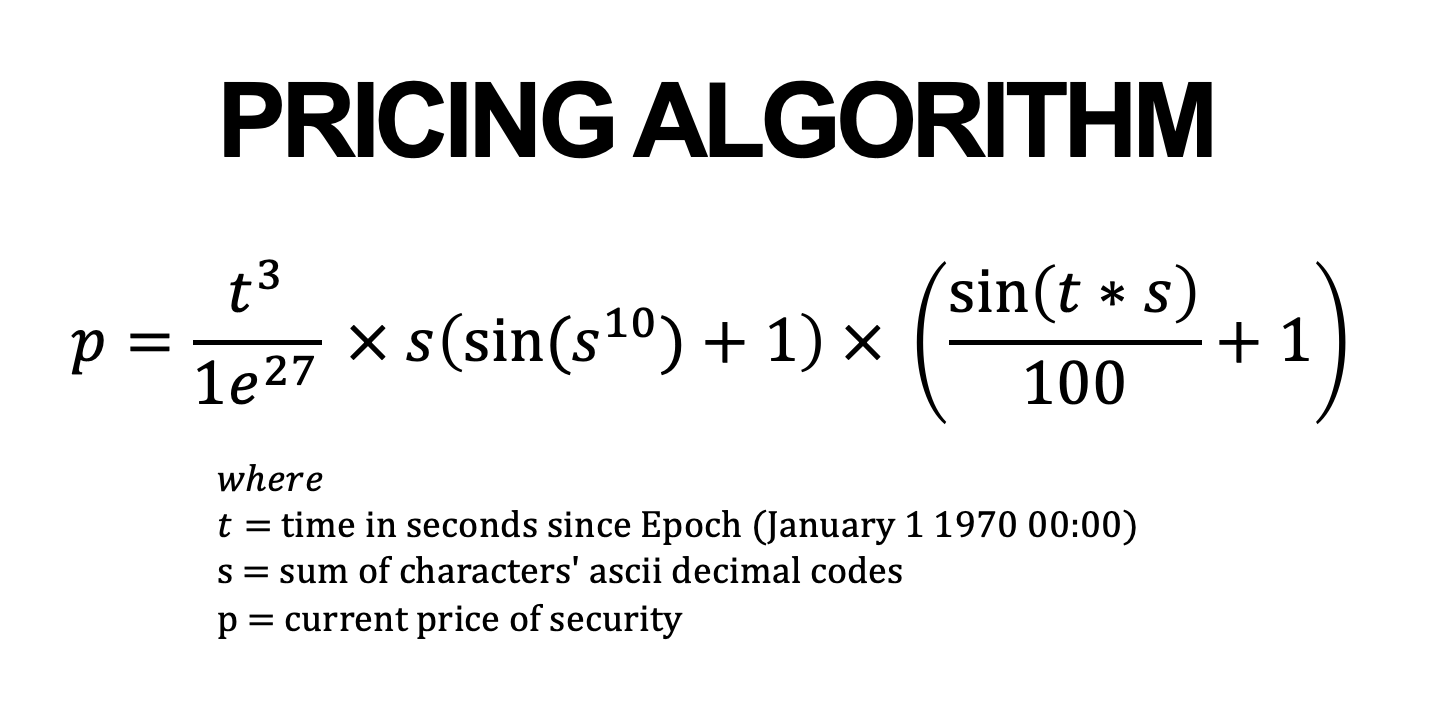 PRICING ALGORITHM
p = t³/1e²⁷ × s(sin(s¹⁰) + 1) × (sin(t ∗ s)/100 + 1)
where
t = time in seconds since Epoch (January 1 1970 00:00)
s = sum of characters' ascii decimal codes
p = current price of security